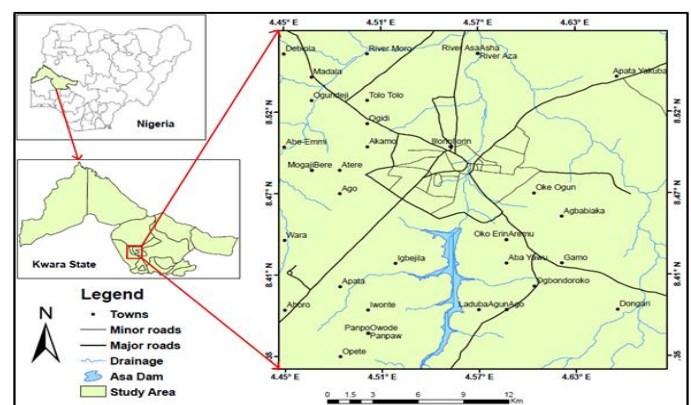 Nigeria
Kwara State
Legend
Towns
Minor roads
Major roads
Drainage
Asa Dam
Study Area
N
4.45° E 4.51° E 4.57° E 4.63° E
8.52° N 8.52° N
8.47° N 8.47° N
8.41° N 8.41° N
.35 .35
4.45° E 4.51° E 4.57° E 4.63° E
Debiola River Moro River AsaAsha
River Aza
Madala Apata Yakuba
Ogundeji Tolo Tolo
Ogidi
Abe-Emmi Akamo
MogajiBere Atere
Ago Oke Ogun
Agbabiaka
Wara Oko ErinAremu
Igbejila Aba Yawu Gamo
Apata Ogbondoroko
Aboro Iwonte LadubaAgunAgo Dongari
PanpoOwode
Panpaw
Opete
0 1.5 3 6 9 12
Km